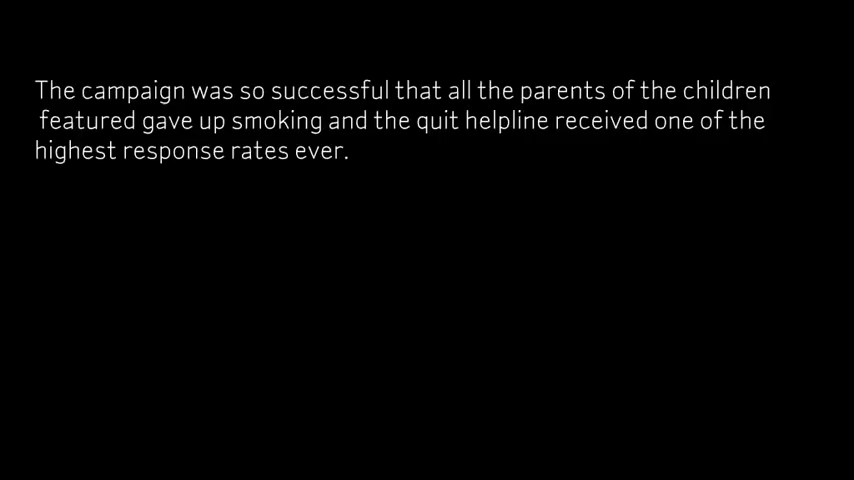 The campaign was so successful that all the parents of the children
featured gave up smoking and the quit helpline received one of the
highest response rates ever.